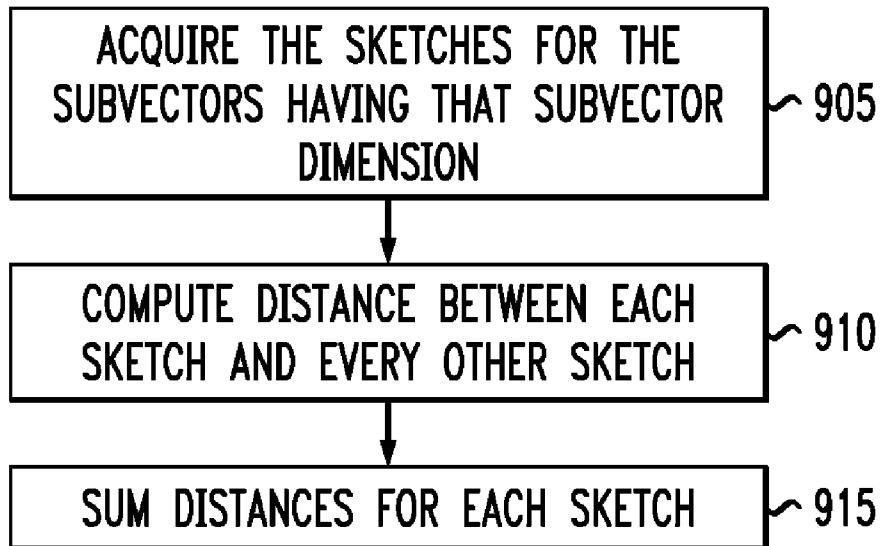 ACQUIRE THE SKETCHES FOR THE
SUBVECTORS HAVING THAT SUBVECTOR
DIMENSION
905
COMPUTE DISTANCE BETWEEN EACH
SKETCH AND EVERY OTHER SKETCH
910
SUM DISTANCES FOR EACH SKETCH
915